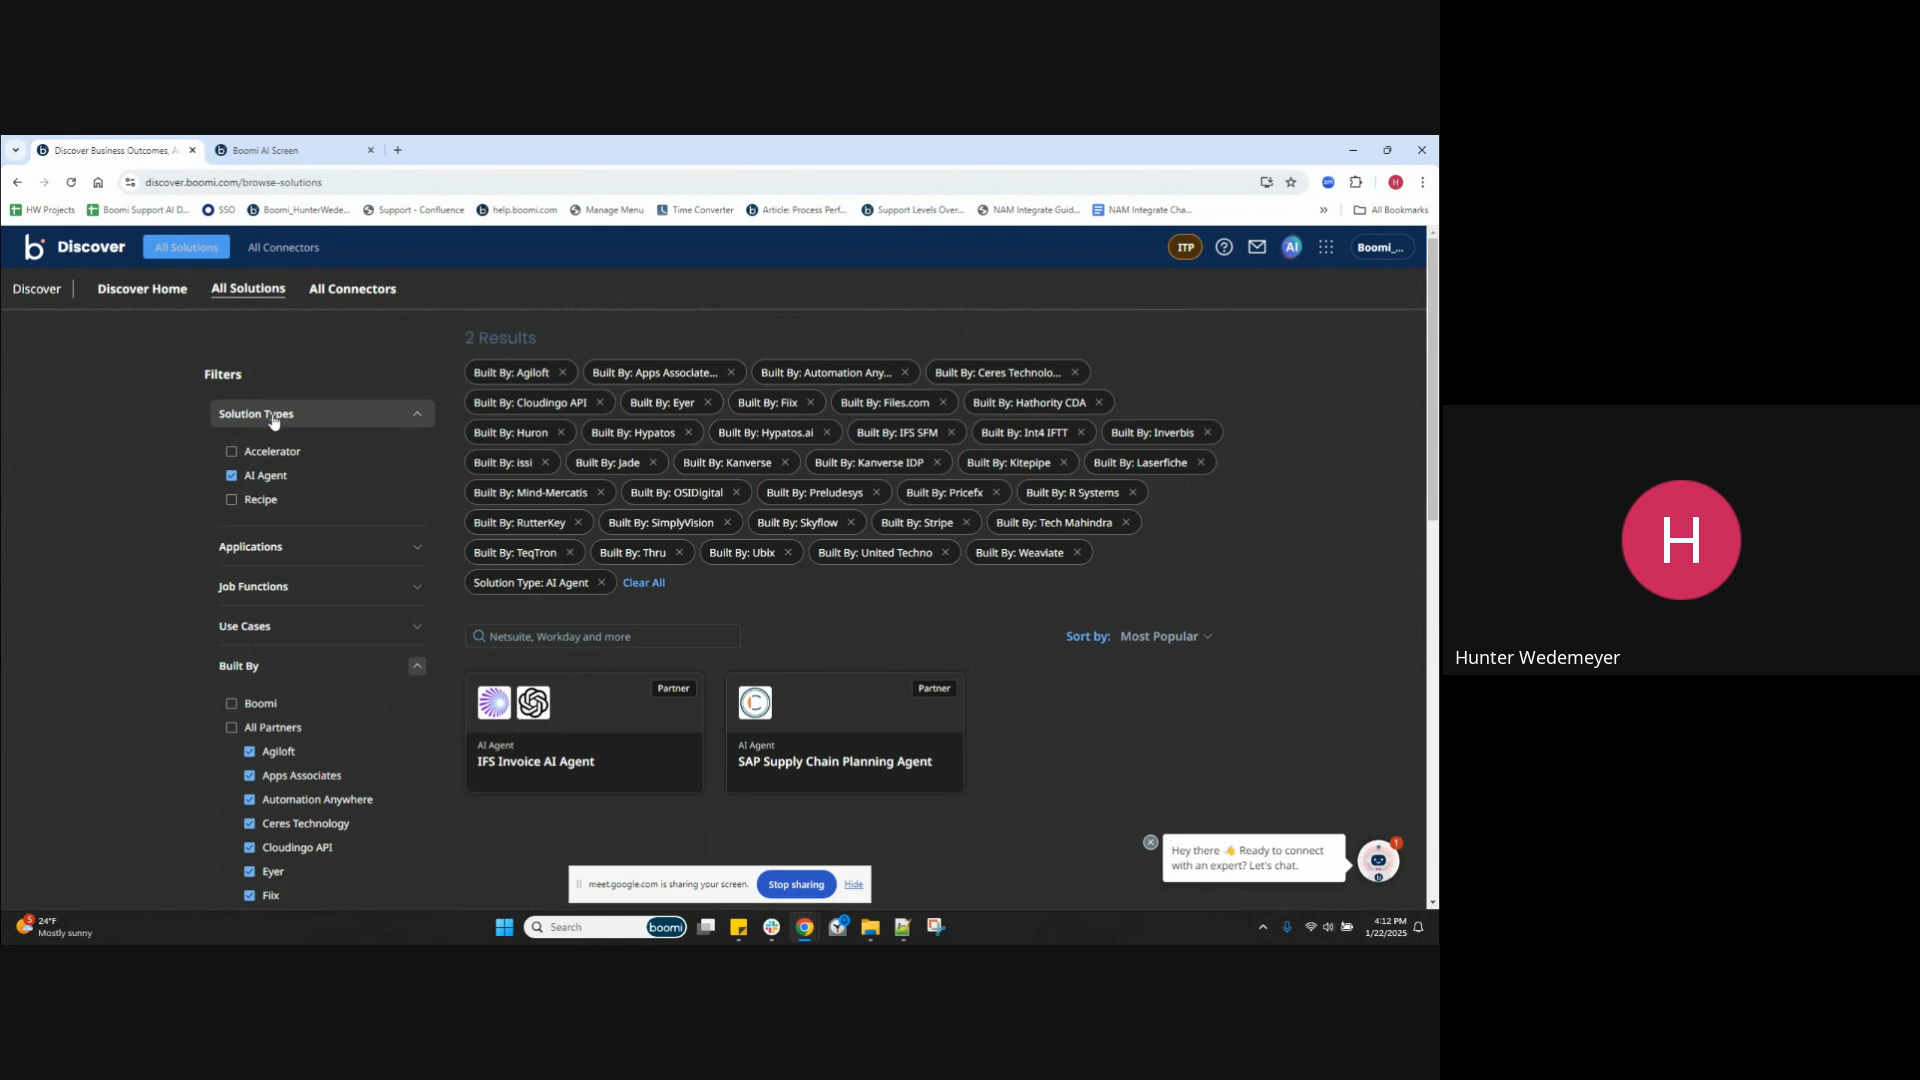 Discover Business Outcomes, A
Boomi AI Screen
discover.boomi.com/browse-solutions
HW Projects
Boomi Support AI D...
SSO
Boomi_HunterWede...
Support - Confluence
help.boomi.com
Manage Menu
Time Converter
Article: Process Perf...
Support Levels Over...
NAM Integrate Guid...
NAM Integrate Cha...
All Bookmarks
b Discover
All Solutions
All Connectors
ITP
AI
Boomi_...
Discover
Discover Home
All Solutions
All Connectors
2 Results
Filters
Built By: Agiloft
Built By: Apps Associate...
Built By: Automation Any...
Built By: Ceres Technolo...
Built By: Cloudingo API
Built By: Eyer
Built By: Fiix
Built By: Files.com
Built By: Hathority CDA
Built By: Huron
Built By: Hypatos
Built By: Hypatos.ai
Built By: IFS SFM
Built By: Int4 IFTT
Built By: Inverbis
Built By: issi
Built By: Jade
Built By: Kanverse
Built By: Kanverse IDP
Built By: Kitepipe
Built By: Laserfiche
Built By: Mind-Mercatis
Built By: OSIDigital
Built By: Preludesys
Built By: Pricefx
Built By: R Systems
Built By: RutterKey
Built By: SimplyVision
Built By: Skyflow
Built By: Stripe
Built By: Tech Mahindra
Built By: TeqTron
Built By: Thru
Built By: Ubix
Built By: United Techno
Built By: Weaviate
Solution Type: AI Agent
Clear All
Solution Types
Accelerator
AI Agent
Recipe
Applications
Job Functions
Use Cases
Built By
Boomi
All Partners
Agiloft
Apps Associates
Automation Anywhere
Ceres Technology
Cloudingo API
Eyer
Fiix
Netsuite, Workday and more
Sort by: Most Popular
Partner
AI Agent
IFS Invoice AI Agent
Partner
AI Agent
SAP Supply Chain Planning Agent
Hey there 👋 Ready to connect
with an expert? Let's chat.
1
meet.google.com is sharing your screen.
Stop sharing
Hide
5
24°F
Mostly sunny
Search
boomi
4:12 PM
1/22/2025
H
H
Hunter Wedemeyer